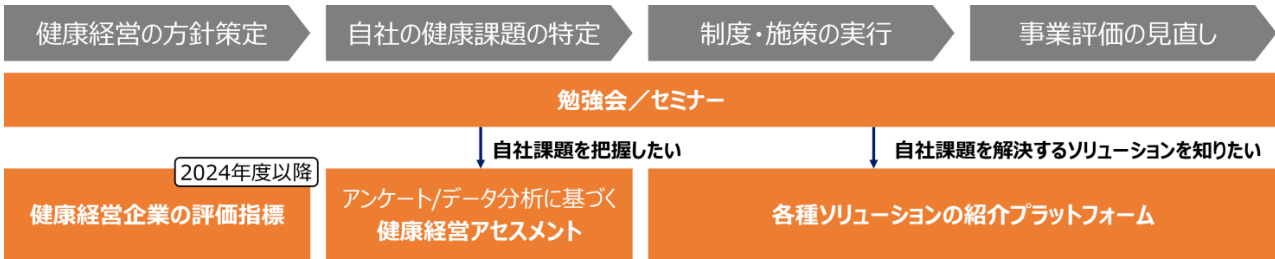 健康経営の方針策定
自社の健康課題の特定
制度・施策の実行
事業評価の見直し
勉強会／セミナー
自社課題を把握したい
自社課題を解決するソリューションを知りたい
2024年度以降
健康経営企業の評価指標
アンケート/データ分析に基づく
健康経営アセスメント
各種ソリューションの紹介プラットフォーム